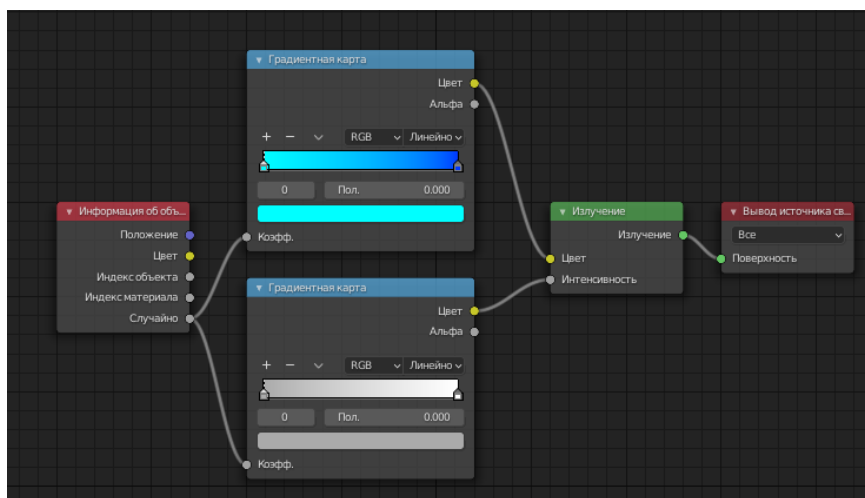 Градиентная карта
Цвет
Альфа
RGB
Линейно
0
Пол.
0.000
Коэфф.
Информация об объ...
Положение
Цвет
Индекс объекта
Индекс материала
Случайно
Градиентная карта
Цвет
Альфа
RGB
Линейно
0
Пол.
0.000
Коэфф.
Излучение
Излучение
Цвет
Интенсивность
Вывод источника св...
Все
Поверхность